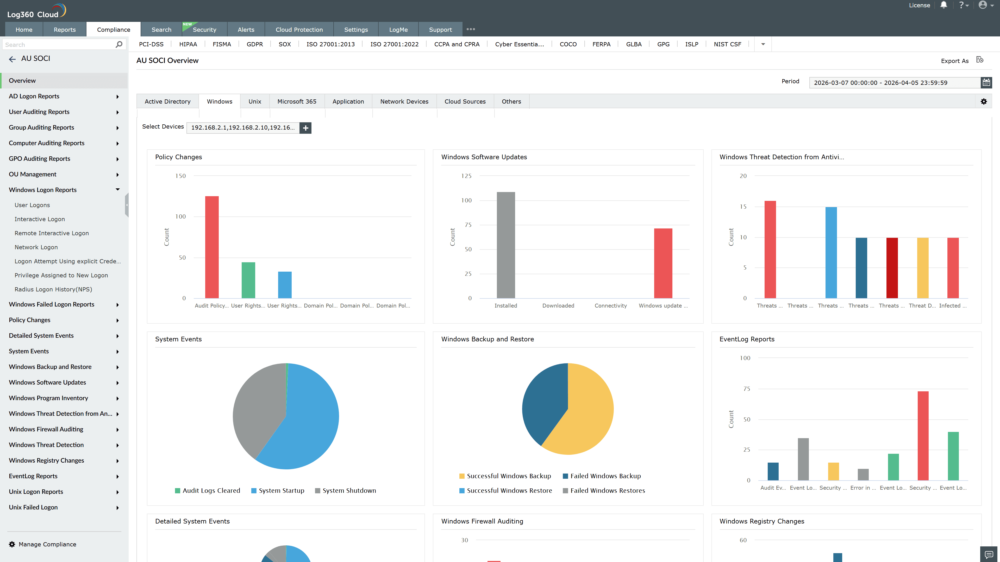 Log360 Cloud
License
Home
Reports
Compliance
Search
NEW
Security
Alerts
Cloud Protection
Settings
LogMe
Support
Search
PCI-DSS
HIPAA
FISMA
GDPR
SOX
ISO 27001:2013
ISO 27001:2022
CCPA and CPRA
Cyber Essentia...
COCO
FERPA
GLBA
GPG
ISLP
NIST CSF
AU SOCI
Overview
AD Logon Reports
User Auditing Reports
Group Auditing Reports
Computer Auditing Reports
GPO Auditing Reports
OU Management
Windows Logon Reports
User Logons
Interactive Logon
Remote Interactive Logon
Network Logon
Logon Attempt Using explicit Crede...
Privilege Assigned to New Logon
Radius Logon History(NPS)
Windows Failed Logon Reports
Policy Changes
Detailed System Events
System Events
Windows Backup and Restore
Windows Software Updates
Windows Program Inventory
Windows Threat Detection from An...
Windows Firewall Auditing
Windows Threat Detection
Windows Registry Changes
EventLog Reports
Unix Logon Reports
Unix Failed Logon
Manage Compliance
AU SOCI Overview
Export As
Period
2026-03-07 00:00:00 - 2026-04-05 23:59:59
Active Directory
Windows
Unix
Microsoft 365
Application
Network Devices
Cloud Sources
Others
Select Devices
192.168.2.1,192.168.2.10,192.16...
Policy Changes
150
100
50
0
Count
Audit Policy...
User Rights...
User Rights...
Domain Pol...
Domain Pol...
Domain Pol...
Windows Software Updates
125
100
75
50
25
0
Count
Installed
Downloaded
Connectivity
Windows update ...
Windows Threat Detection from Antivi...
20
15
10
5
0
Count
Threats ...
Threats ...
Threats ...
Threats ...
Threats ...
Threat D...
Infected ...
System Events
Audit Logs Cleared
System Startup
System Shutdown
Windows Backup and Restore
Successful Windows Backup
Failed Windows Backup
Successful Windows Restore
Failed Windows Restores
EventLog Reports
100
75
50
25
0
Count
Audit Ev...
Event Lo...
Security ...
Error in ...
Event Lo...
Security ...
Event Lo...
Detailed System Events
Windows Firewall Auditing
30
Windows Registry Changes
60